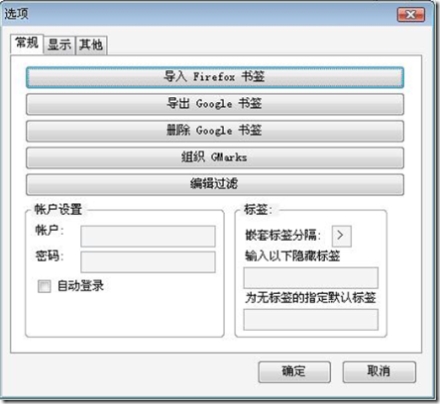 选项
常规 显示 其他
导入 Firefox 书签
导出 Google 书签
删除 Google 书签
组织 GMarks
编辑过滤
帐户设置
帐户:
密码:
自动登录
标签:
嵌套标签分隔: >
输入以下隐藏标签
为无标签的指定默认标签
确定 取消